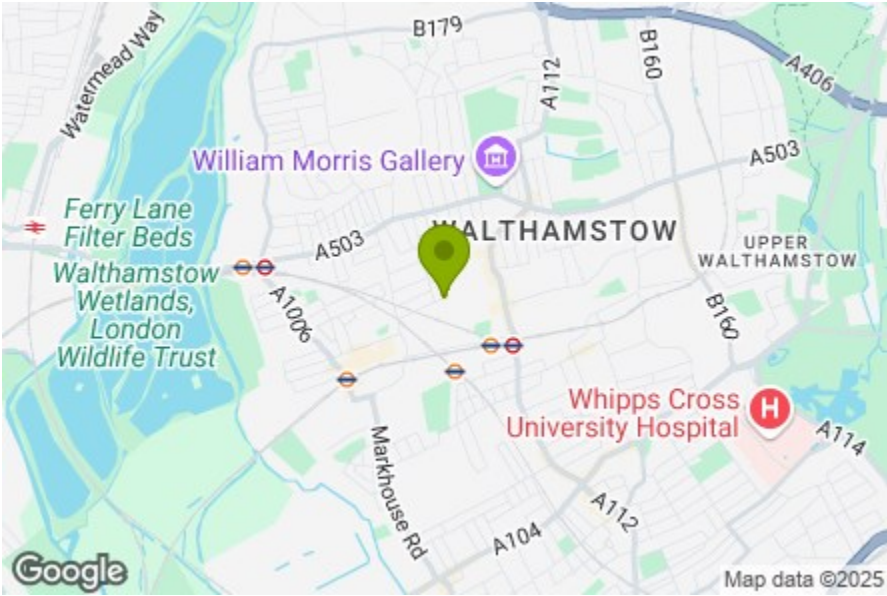 Watermead Way
B179
A112
B160
A406
William Morris Gallery
A503
Ferry Lane
Filter Beds
A503
WALTHAMSTOW
UPPER
WALTHAMSTOW
Walthamstow
Wetlands,
London
Wildlife Trust
A1006
B160
Whipps Cross
University Hospital
H
A114
Markhouse Rd
A112
A104
Google
Map data ©2025